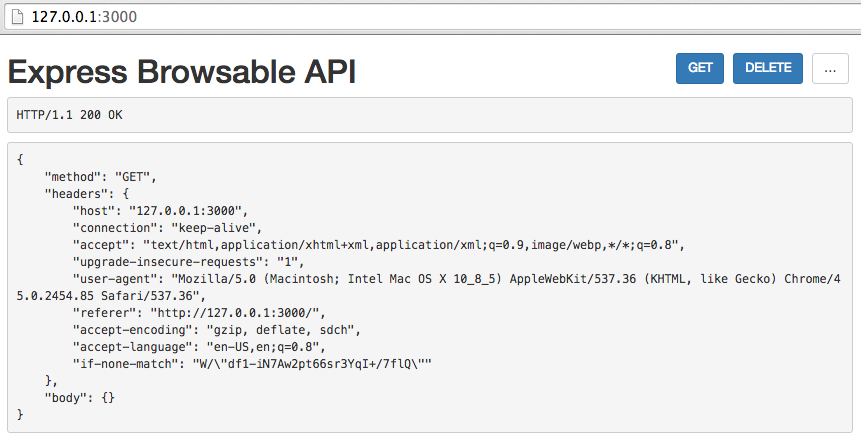 127.0.0.1:3000
Express Browsable API
GET
DELETE
...
HTTP/1.1 200 OK
{
    "method": "GET",
    "headers": {
        "host": "127.0.0.1:3000",
        "connection": "keep-alive",
        "accept": "text/html,application/xhtml+xml,application/xml;q=0.9,image/webp,*/*;q=0.8",
        "upgrade-insecure-requests": "1",
        "user-agent": "Mozilla/5.0 (Macintosh; Intel Mac OS X 10_8_5) AppleWebKit/537.36 (KHTML, like Gecko) Chrome/4
5.0.2454.85 Safari/537.36",
        "referer": "http://127.0.0.1:3000/",
        "accept-encoding": "gzip, deflate, sdch",
        "accept-language": "en-US,en;q=0.8",
        "if-none-match": "W/\"df1-iN7Aw2pt66sr3YqI+/7flQ\""
    },
    "body": {}
}